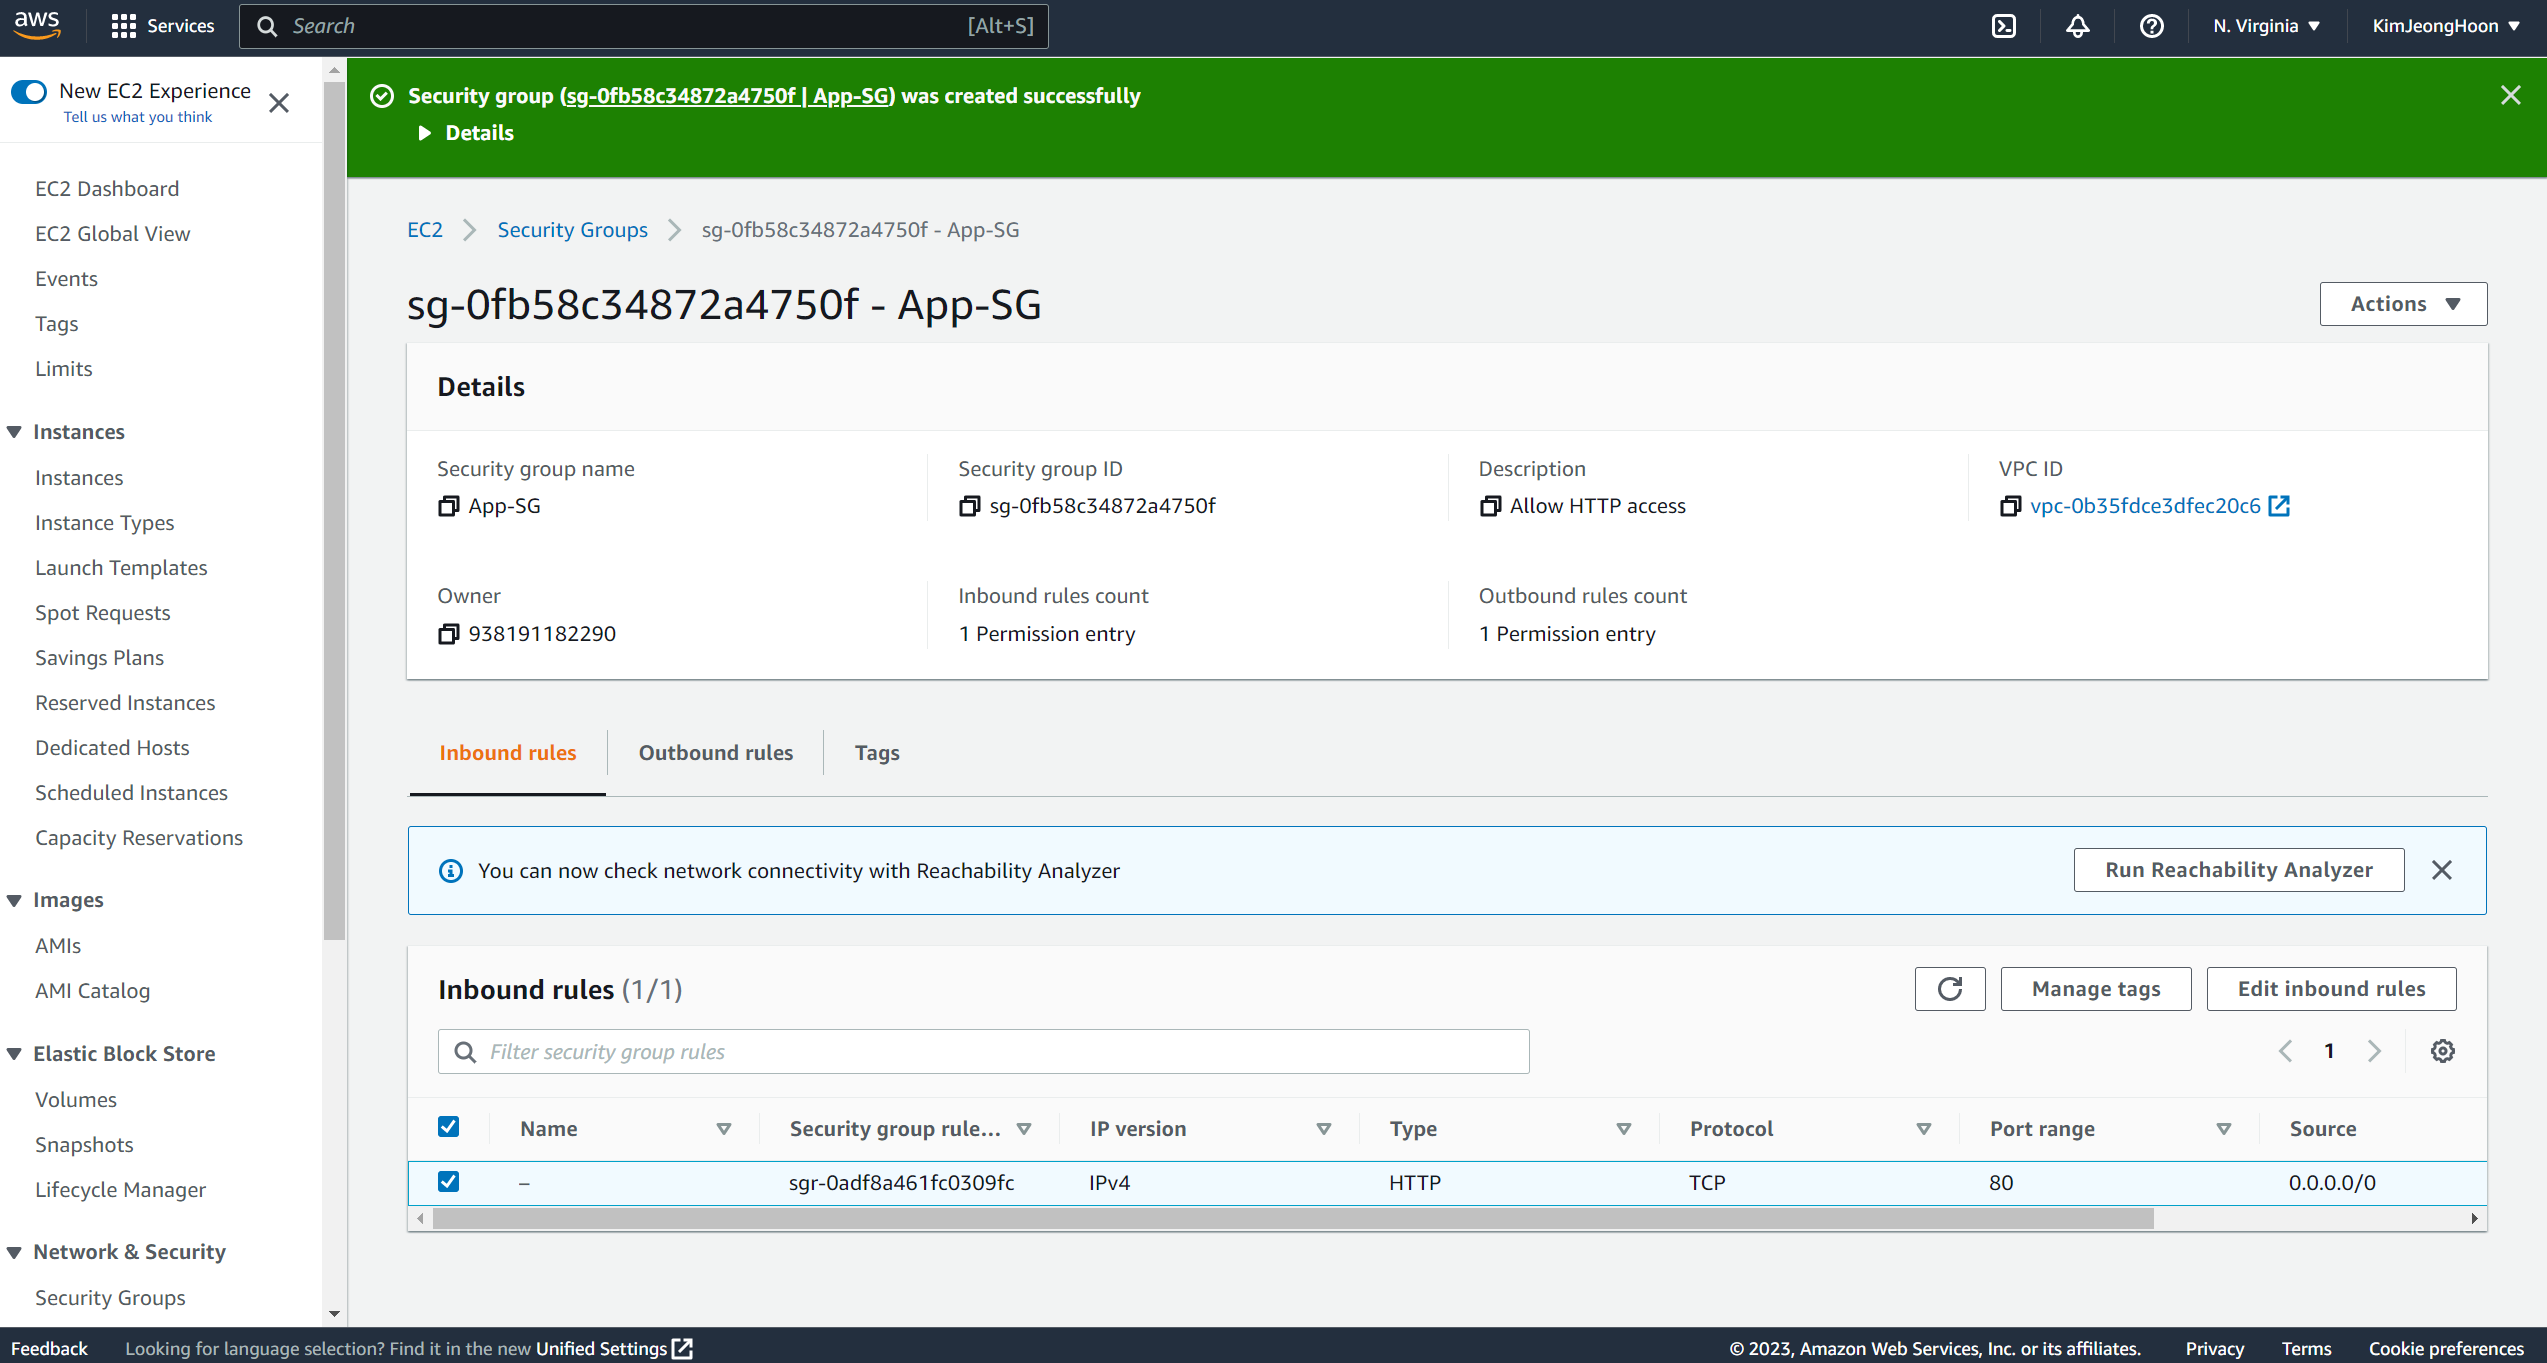 aws
Services
Search
[Alt+S]
N. Virginia
KimJeongHoon
New EC2 Experience
Tell us what you think
EC2 Dashboard
EC2 Global View
Events
Tags
Limits
Instances
Instances
Instance Types
Launch Templates
Spot Requests
Savings Plans
Reserved Instances
Dedicated Hosts
Scheduled Instances
Capacity Reservations
Images
AMIs
AMI Catalog
Elastic Block Store
Volumes
Snapshots
Lifecycle Manager
Network & Security
Security Groups
Security group (sg-0fb58c34872a4750f | App-SG) was created successfully
Details
EC2
Security Groups
sg-0fb58c34872a4750f - App-SG
sg-0fb58c34872a4750f - App-SG
Actions
Details
Security group name
App-SG
Security group ID
sg-0fb58c34872a4750f
Description
Allow HTTP access
VPC ID
vpc-0b35fdce3dfec20c6
Owner
938191182290
Inbound rules count
1 Permission entry
Outbound rules count
1 Permission entry
Inbound rules
Outbound rules
Tags
You can now check network connectivity with Reachability Analyzer
Run Reachability Analyzer
Inbound rules (1/1)
Manage tags
Edit inbound rules
Filter security group rules
1
Name
Security group rule...
IP version
Type
Protocol
Port range
Source
–
sgr-0adf8a461fc0309fc
IPv4
HTTP
TCP
80
0.0.0.0/0
Feedback
Looking for language selection? Find it in the new Unified Settings
© 2023, Amazon Web Services, Inc. or its affiliates.
Privacy
Terms
Cookie preferences